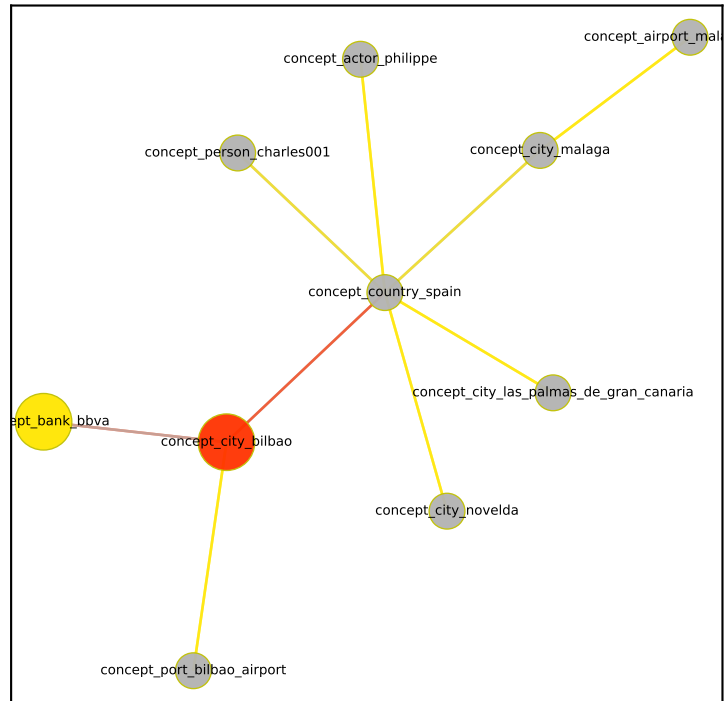 concept_airport_mala
concept_actor_philippe
concept_city_malaga
concept_person_charles001
concept_country_spain
concept_city_las_palmas_de_gran_canaria
ept_bank_bbva
concept_city_bilbao
concept_city_novelda
concept_port_bilbao_airport